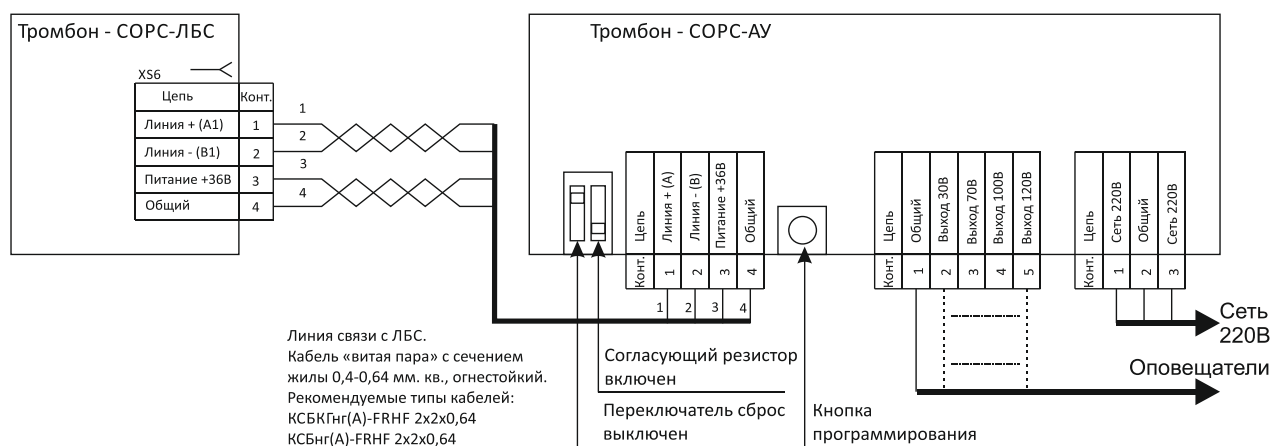 Тромбон - СОРС-ЛБС
XS6
Цепь Конт.
Линия + (А1) 1
Линия - (В1) 2
Питание +36В 3
Общий 4
1
2
3
4
Тромбон - СОРС-АУ
Конт. Цепь
1 Линия + (А)
2 Линия - (В)
3 Питание +36В
4 Общий
1 2 3 4
Конт. Цепь
1 Общий
2 Выход 30В
3 Выход 70В
4 Выход 100В
5 Выход 120В
Конт. Цепь
1 Сеть 220В
2 Общий
3 Сеть 220В
Сеть
220В
Оповещатели
Линия связи с ЛБС.
Кабель «витая пара» с сечением
жилы 0,4-0,64 мм. кв., огнестойкий.
Рекомендуемые типы кабелей:
КСБКГнг(А)-FRHF 2х2х0,64
КСБнг(А)-FRHF 2х2х0,64
Согласующий резистор
включен
Переключатель сброс
выключен
Кнопка
программирования